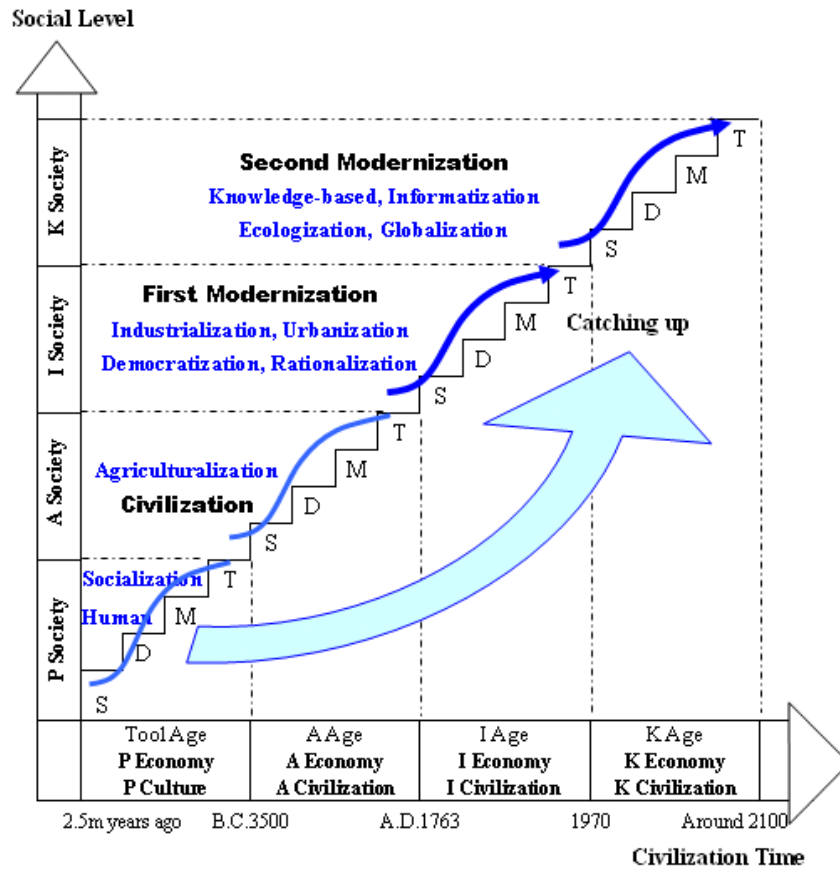 Social Level
K Society
I Society
A Society
P Society
Second Modernization
Knowledge-based, Informatization
Ecologization, Globalization
T
M
D
S
First Modernization
Industrialization, Urbanization
Democratization, Rationalization
T
M
D
S
Catching up
Agriculturalization
Civilization
T
M
D
S
Socialization
Human
T
M
D
S
Tool Age
P Economy
P Culture
A Age
A Economy
A Civilization
I Age
I Economy
I Civilization
K Age
K Economy
K Civilization
2.5m years ago
B.C.3500
A.D.1763
1970
Around 2100
Civilization Time